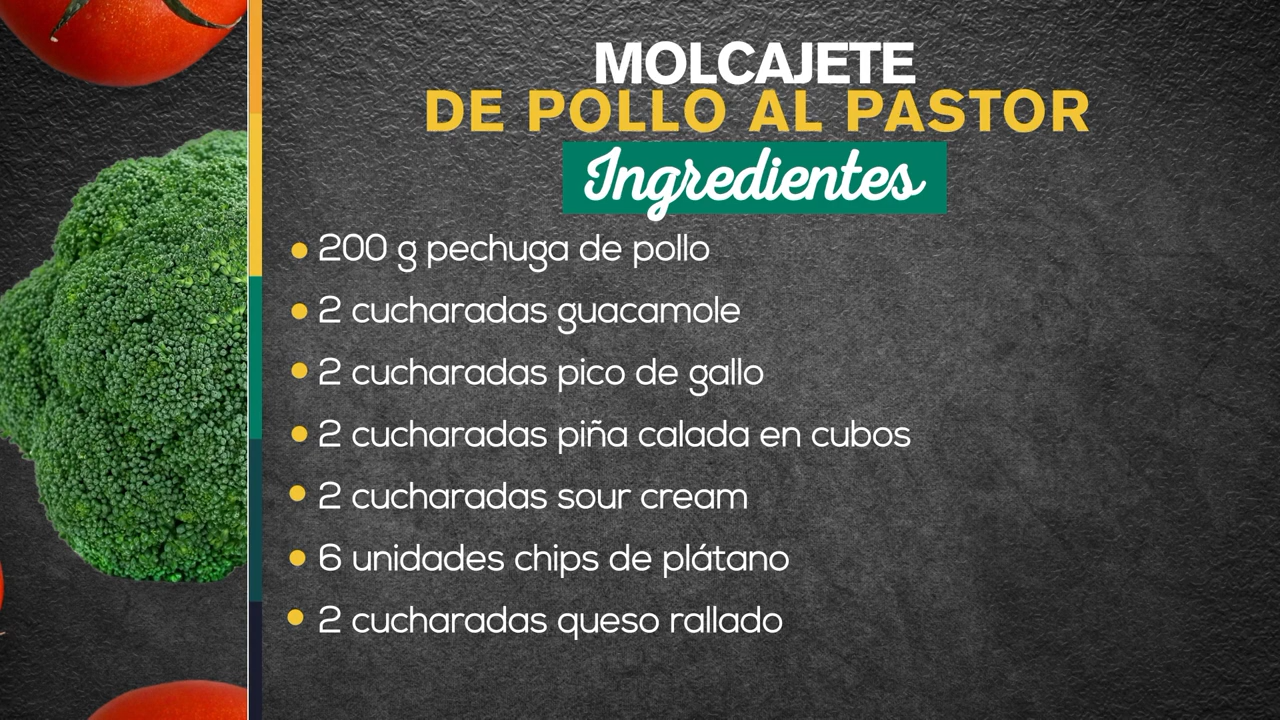 MOLCAJETE
DE POLLO AL PASTOR
Ingredientes
200 g pechuga de pollo
2 cucharadas guacamole
2 cucharadas pico de gallo
2 cucharadas piña calada en cubos
2 cucharadas sour cream
6 unidades chips de plátano
2 cucharadas queso rallado